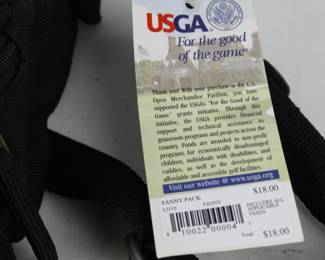 USGA
For the good
of the game
Thank You! With your purchase at the U.S.
Open Merchandise Pavilion, you have
supported the USGA's "For the Good of the
Game" grants initiative. Through this
initiative, the USGA provides financial
support and technical assistance in
grassroots programs and projects across the
country. Funds are awarded to non-profit
programs for economically disadvantaged
children, individuals with disabilities, and
caddies, as well as the development of
affordable and accessible golf facilities.
Visit our website @ www.usga.org
FANNY PACK $18.00
FANNY
INCLUDES ALL
APPLICABLE
TAXES
4 10022 00004
Total $18.00